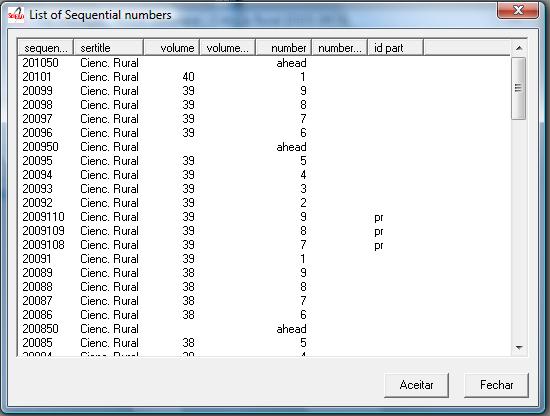 List of Sequential numbers
sequen... sertitle volume volume... number number... id part
201050 Cienc. Rural ahead
20101 Cienc. Rural 40 1
20099 Cienc. Rural 39 9
20098 Cienc. Rural 39 8
20097 Cienc. Rural 39 7
20096 Cienc. Rural 39 6
200950 Cienc. Rural ahead
20095 Cienc. Rural 39 5
20094 Cienc. Rural 39 4
20093 Cienc. Rural 39 3
20092 Cienc. Rural 39 2
2009110 Cienc. Rural 39 9 pr
2009109 Cienc. Rural 39 8 pr
2009108 Cienc. Rural 39 7 pr
20091 Cienc. Rural 39 1
20089 Cienc. Rural 38 9
20088 Cienc. Rural 38 8
20087 Cienc. Rural 38 7
20086 Cienc. Rural 38 6
200850 Cienc. Rural ahead
20085 Cienc. Rural 38 5
20084 Cienc. Rural 38 4
Aceitar Fechar